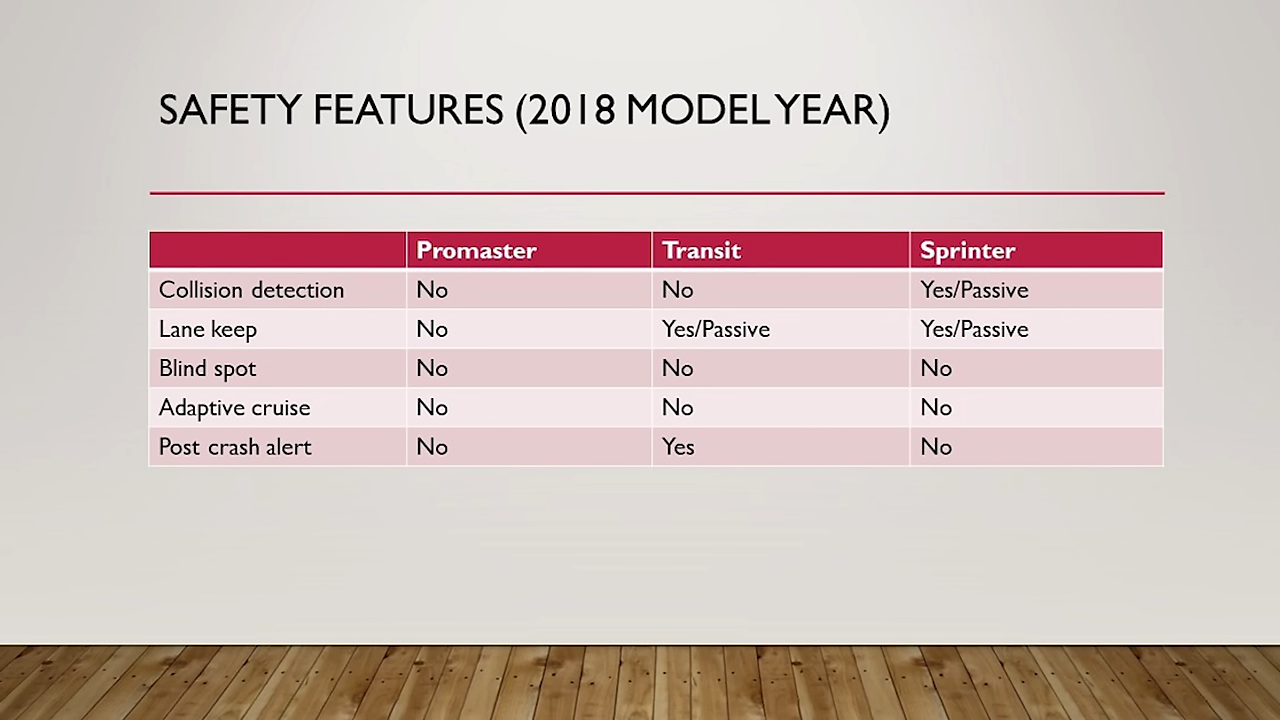 SAFETY FEATURES (2018 MODEL YEAR)
Promaster Transit Sprinter
Collision detection No No Yes/Passive
Lane keep No Yes/Passive Yes/Passive
Blind spot No No No
Adaptive cruise No No No
Post crash alert No Yes No